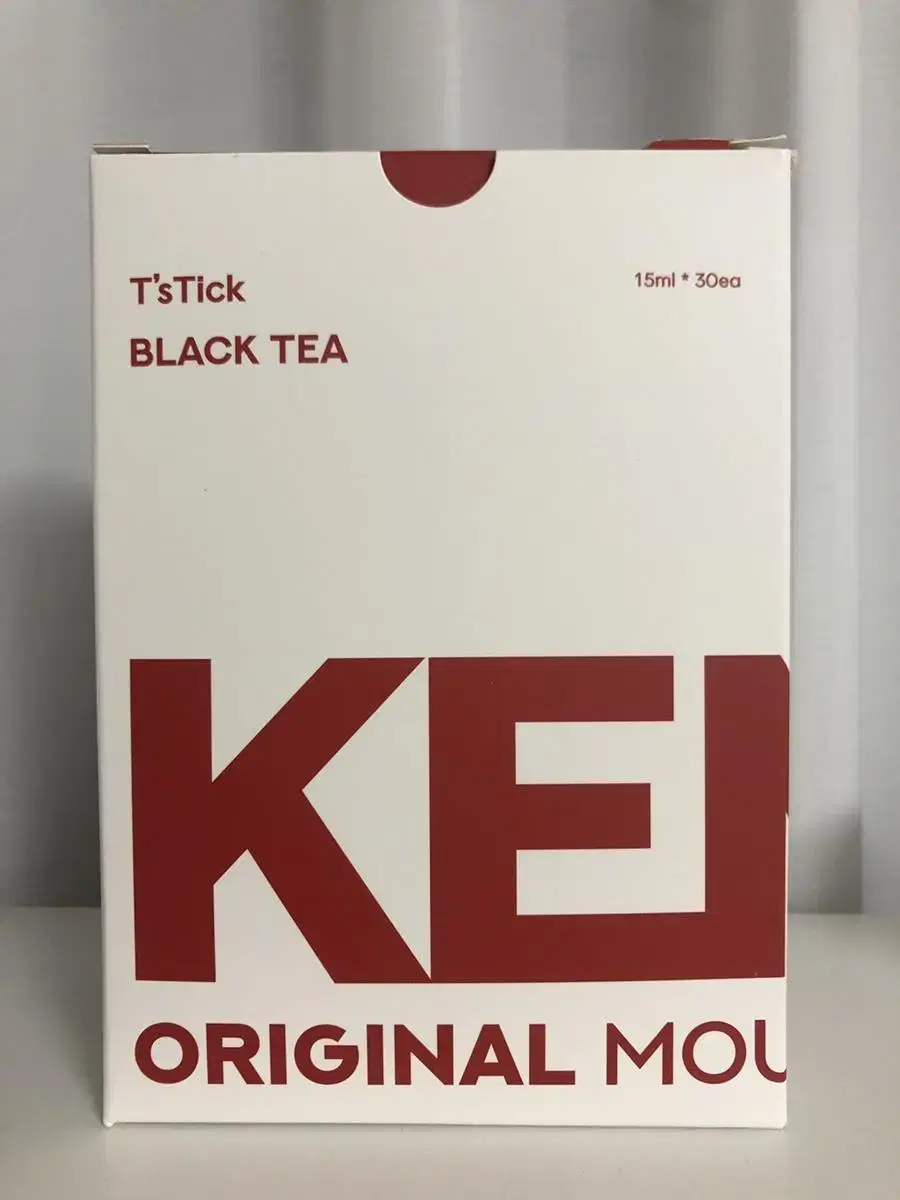 T'sTick
15ml * 30ea
BLACK TEA
KE
ORIGINAL MOU